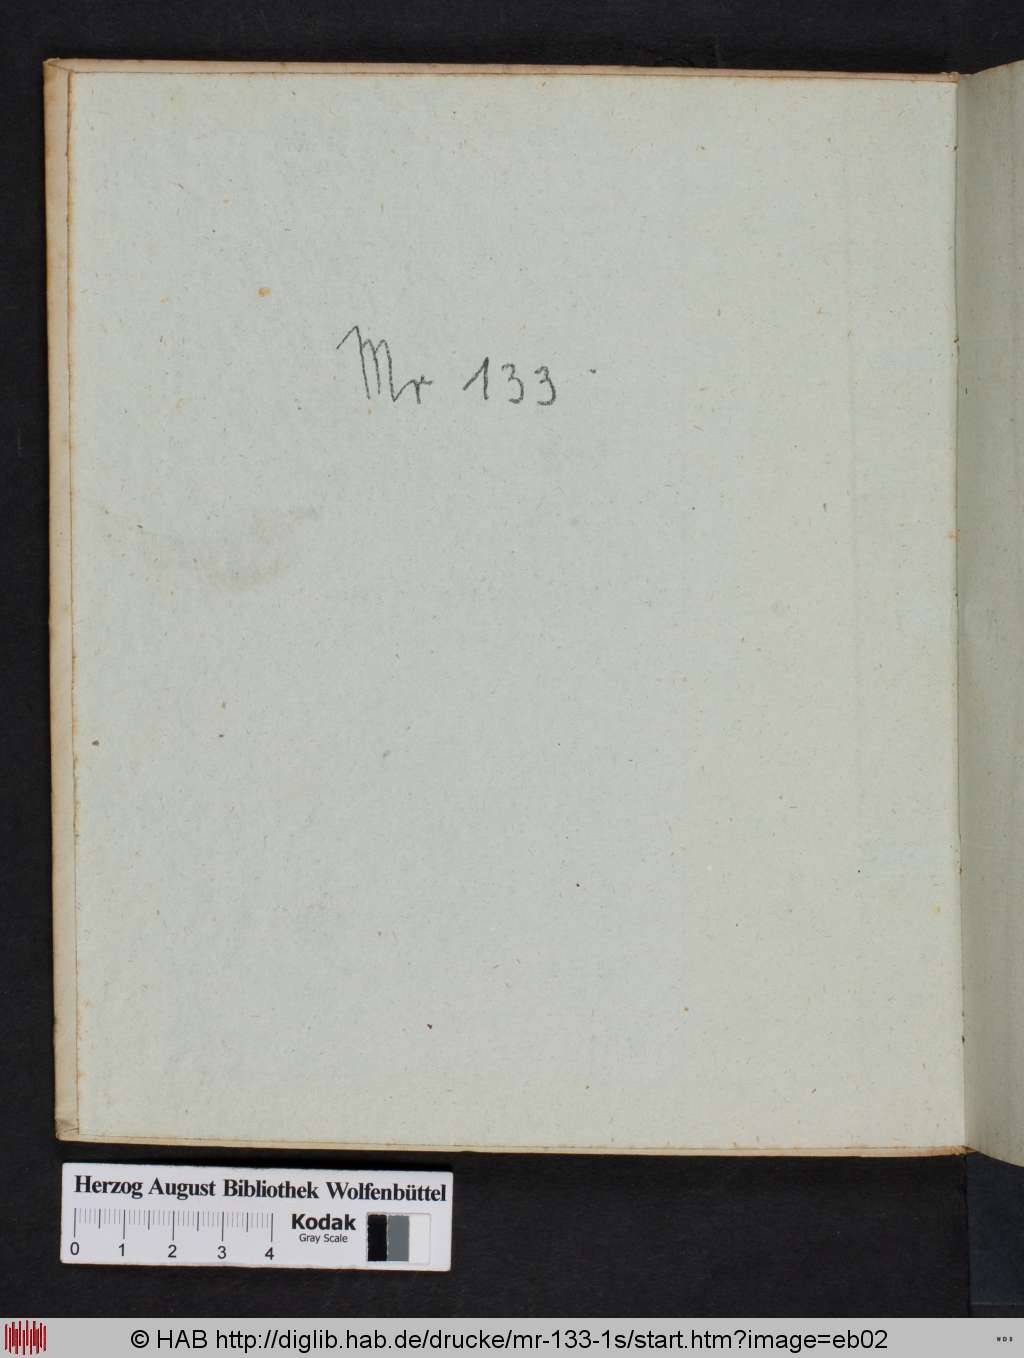 Mr 133.
Herzog August Bibliothek Wolfenbüttel
Kodak
Gray Scale
0 1 2 3 4
© HAB http://diglib.hab.de/drucke/mr-133-1s/start.htm?image=eb02
WDB